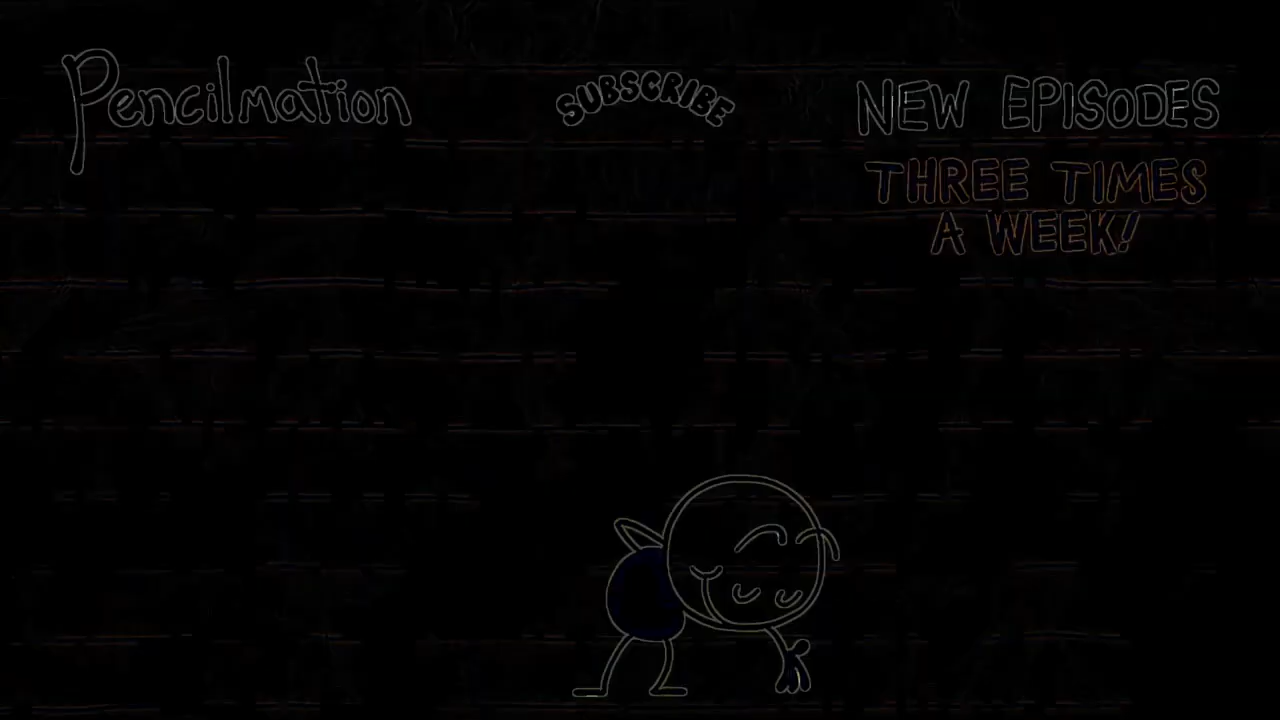 Pencilmation
SUBSCRIBE
NEW EPISODES
THREE TIMES
A WEEK!